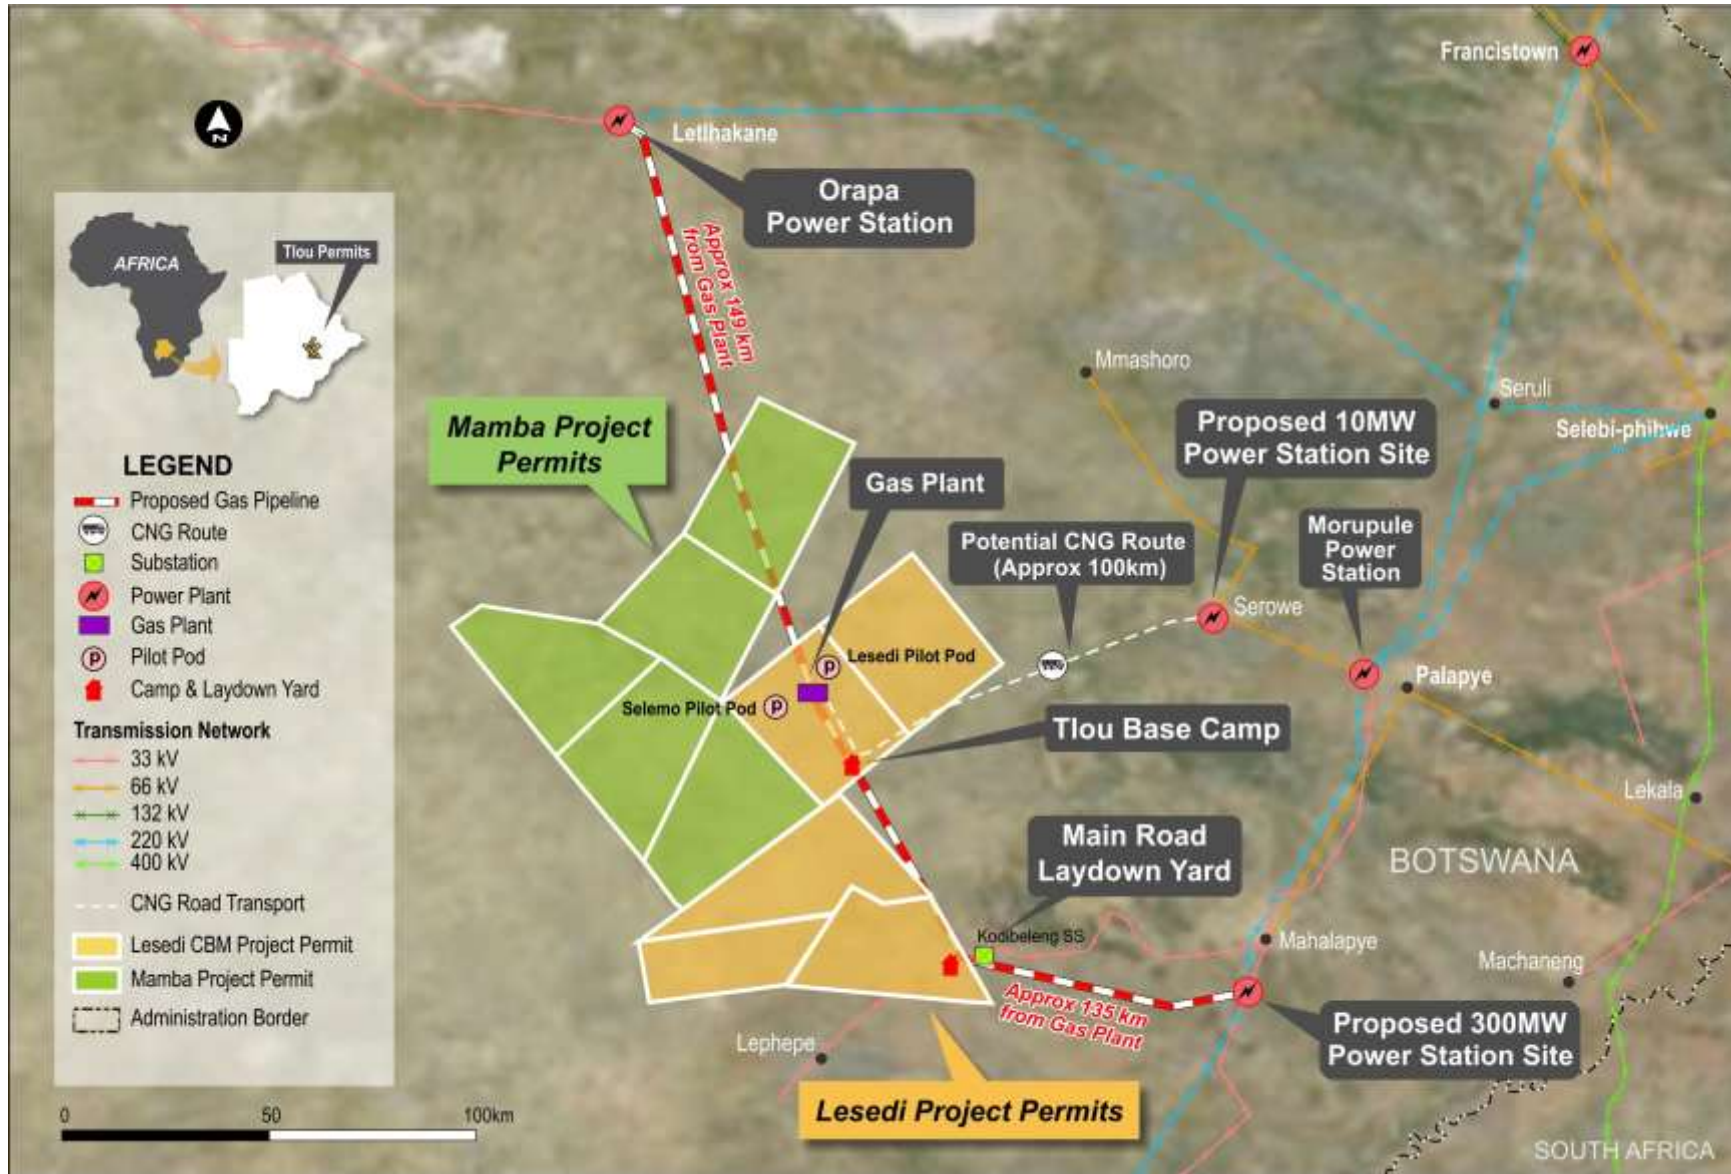 Francistown
Letlhakane
Orapa
Power Station
N
AFRICA
Tlou Permits
Approx 149 km
from Gas Plant
Mmashoro
Seruli
Selebi-phihwe
Mamba Project
Permits
Proposed 10MW
Power Station Site
Gas Plant
Potential CNG Route
(Approx 100km)
Morupule
Power
Station
LEGEND
Proposed Gas Pipeline
CNG Route
Substation
Power Plant
Gas Plant
P
Pilot Pod
Camp & Laydown Yard
Transmission Network
33 kV
66 kV
132 kV
220 kV
400 kV
CNG Road Transport
Lesedi CBM Project Permit
Mamba Project Permit
Administration Border
Serowe
P
Lesedi Pilot Pod
Selemo Pilot Pod
P
Palapye
Tlou Base Camp
Lekala
Main Road
Laydown Yard
BOTSWANA
Kodibeleng SS
Mahalapye
Machaneng
Approx 135 km
from Gas Plant
Proposed 300MW
Power Station Site
Lephepe
Lesedi Project Permits
0 50 100km
SOUTH AFRICA